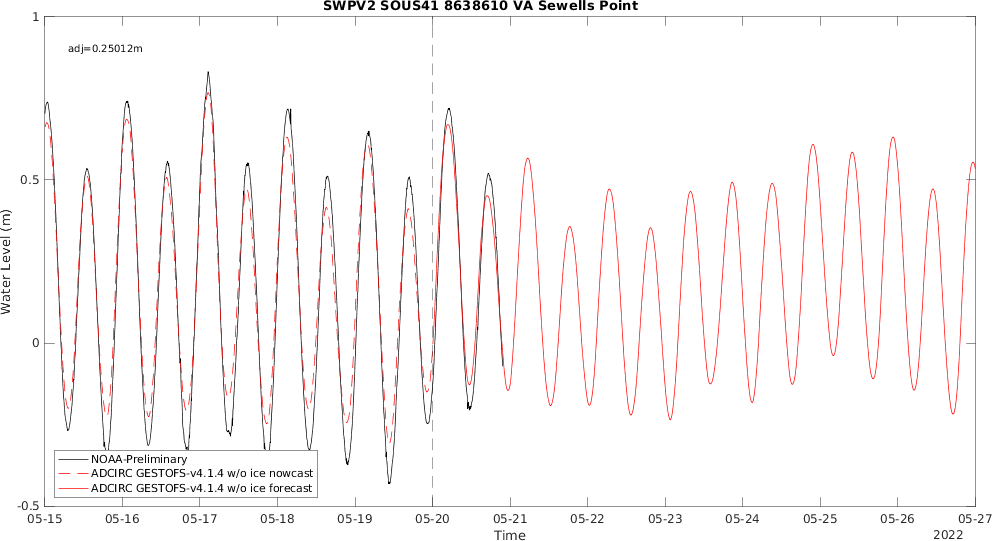 SWPV2 SOUS41 8638610 VA Sewells Point
1
adj=0.25012m
0.5
Water Level (m)
0
NOAA-Preliminary
ADCIRC GESTOFS-v4.1.4 w/o ice nowcast
ADCIRC GESTOFS-v4.1.4 w/o ice forecast
-0.5
05-15 05-16 05-17 05-18 05-19 05-20 05-21 05-22 05-23 05-24 05-25 05-26 05-27
Time
2022